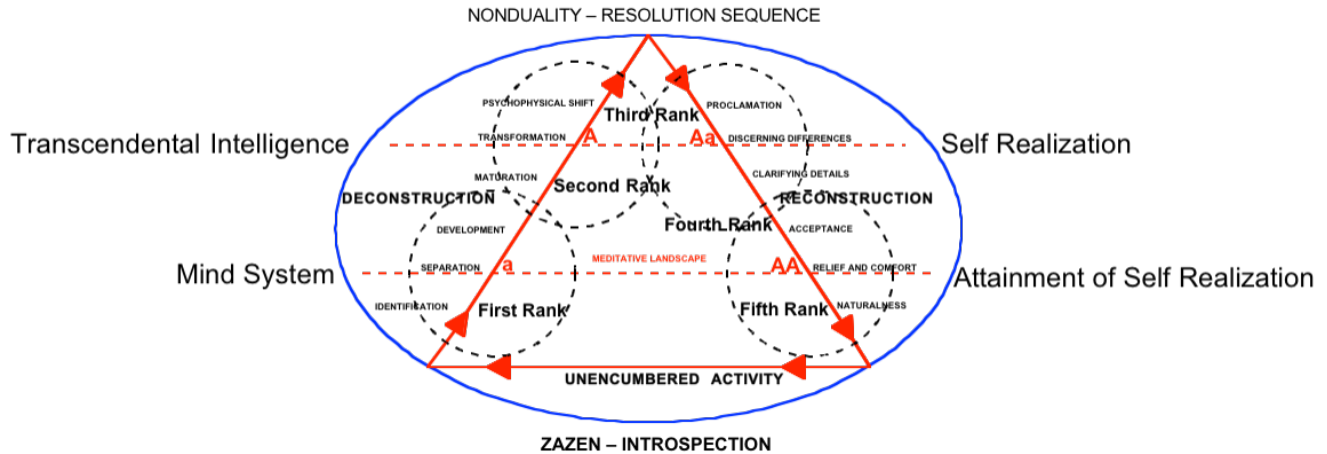 NONDUALITY – RESOLUTION SEQUENCE
PSYCHOPHYSICAL SHIFT
PROCLAMATION
Third Rank
Transcendental Intelligence
TRANSFORMATION
A
Aa
DISCERNING DIFFERENCES
Self Realization
MATURATION
CLARIFYING DETAILS
Second Rank
DECONSTRUCTION
RECONSTRUCTION
DEVELOPMENT
Fourth Rank
ACCEPTANCE
Mind System
SEPARATION
a
MEDITATIVE LANDSCAPE
AA
RELIEF AND COMFORT
Attainment of Self Realization
IDENTIFICATION
First Rank
Fifth Rank
NATURALNESS
UNENCUMBERED ACTIVITY
ZAZEN – INTROSPECTION